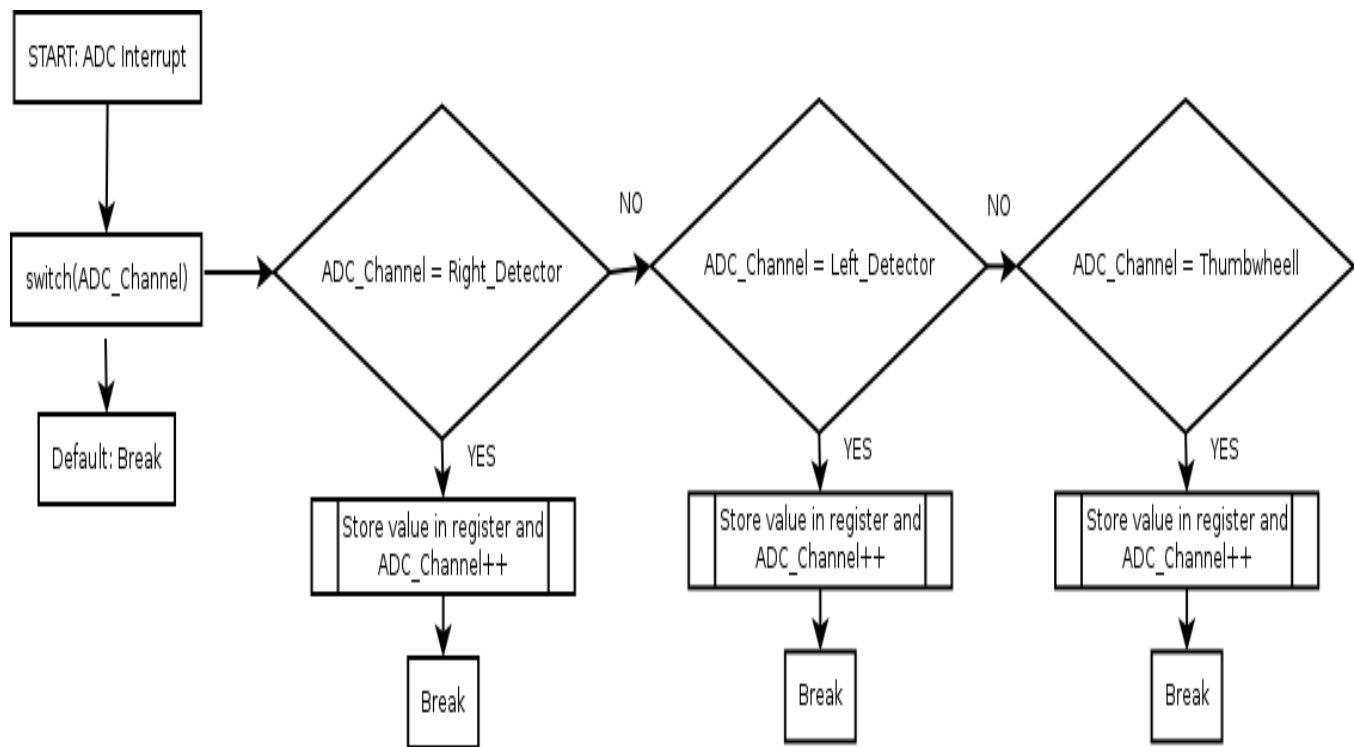 START: ADC Interrupt
switch(ADC_Channel)
Default: Break
ADC_Channel = Right_Detector
NO
ADC_Channel = Left_Detector
NO
ADC_Channel = Thumbwheell
YES
Store value in register and
ADC_Channel++
Break
YES
Store value in register and
ADC_Channel++
Break
YES
Store value in register and
ADC_Channel++
Break